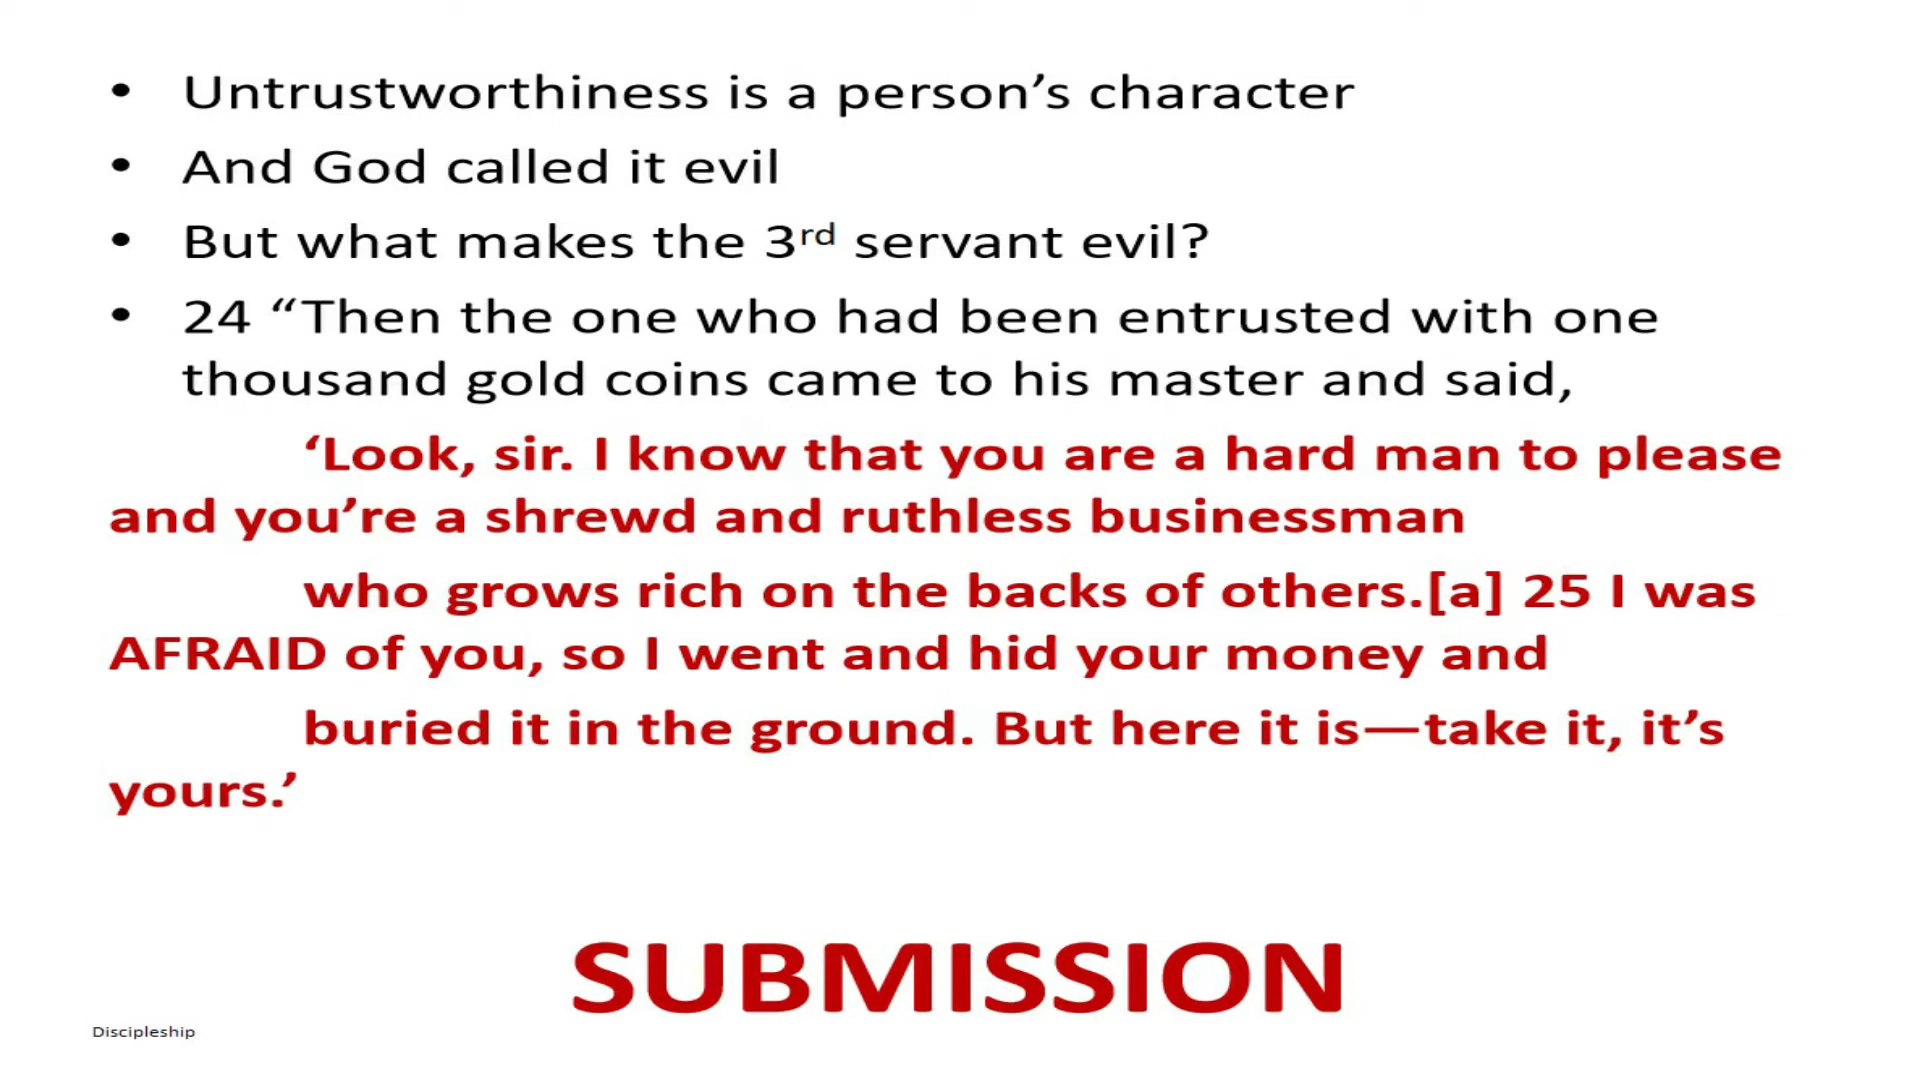 • Untrustworthiness is a person’s character
• And God called it evil
• But what makes the 3rd servant evil?
• 24 “Then the one who had been entrusted with one
thousand gold coins came to his master and said,
‘Look, sir. I know that you are a hard man to please
and you’re a shrewd and ruthless businessman
who grows rich on the backs of others.[a] 25 I was
AFRAID of you, so I went and hid your money and
buried it in the ground. But here it is—take it, it’s
yours.’
SUBMISSION
Discipleship